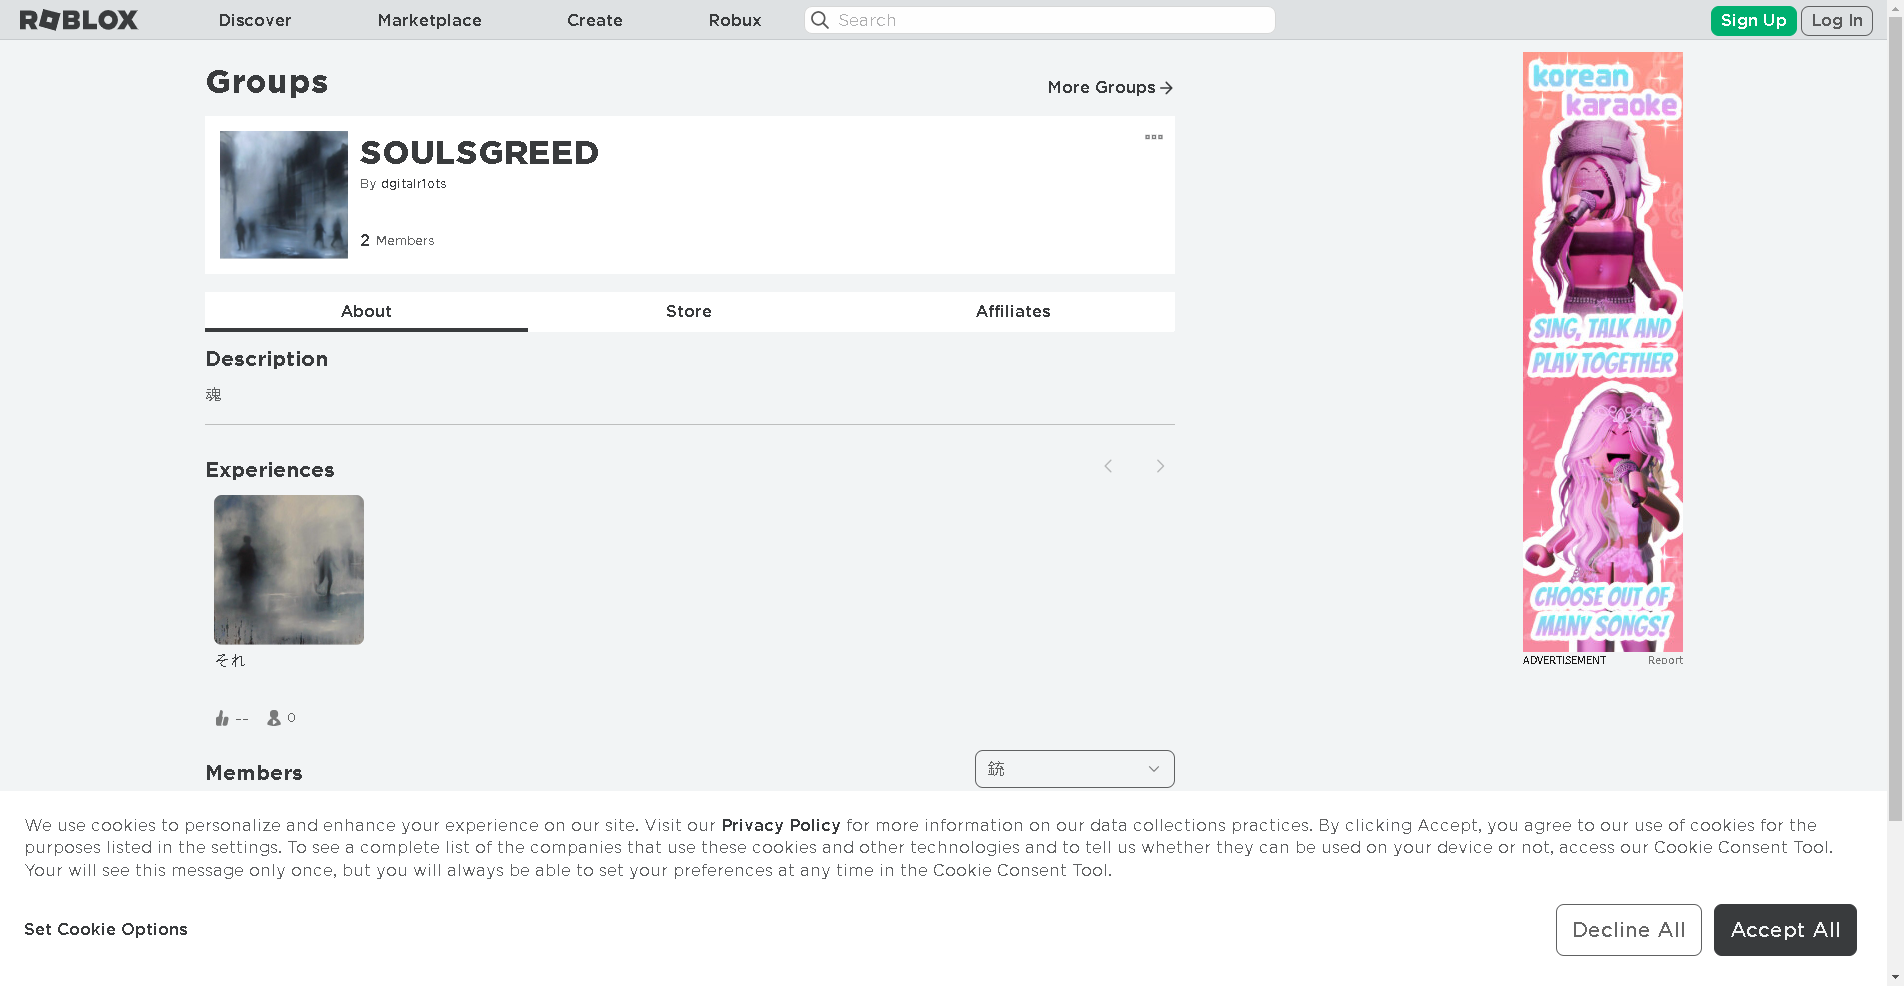 ROBLOX
Discover
Marketplace
Create
Robux
Search
Sign Up
Log In
Groups
More Groups
SOULSGREED
By dgitalr1ots
2 Members
About
Store
Affiliates
Description
魂
Experiences
それ
--
0
Members
銃
korean
karaoke
SING, TALK AND
PLAY TOGETHER
CHOOSE OUT OF
MANY SONGS!
ADVERTISEMENT
Report
We use cookies to personalize and enhance your experience on our site. Visit our Privacy Policy for more information on our data collections practices. By clicking Accept, you agree to our use of cookies for the
purposes listed in the settings. To see a complete list of the companies that use these cookies and other technologies and to tell us whether they can be used on your device or not, access our Cookie Consent Tool.
Your will see this message only once, but you will always be able to set your preferences at any time in the Cookie Consent Tool.
Set Cookie Options
Decline All
Accept All